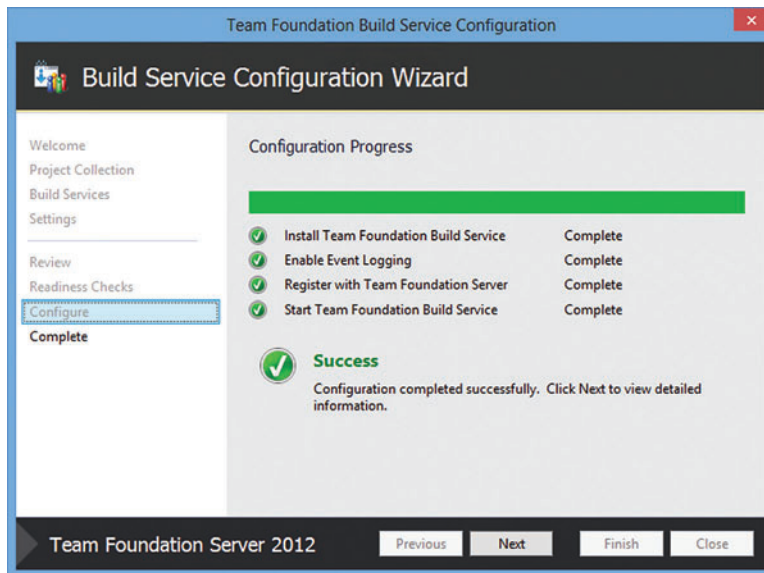 Team Foundation Build Service Configuration
Build Service Configuration Wizard
Welcome
Project Collection
Build Services
Settings
Review
Readiness Checks
Configure
Complete
Configuration Progress
Install Team Foundation Build Service Complete
Enable Event Logging Complete
Register with Team Foundation Server Complete
Start Team Foundation Build Service Complete
Success
Configuration completed successfully. Click Next to view detailed
information.
Team Foundation Server 2012
Previous Next Finish Close